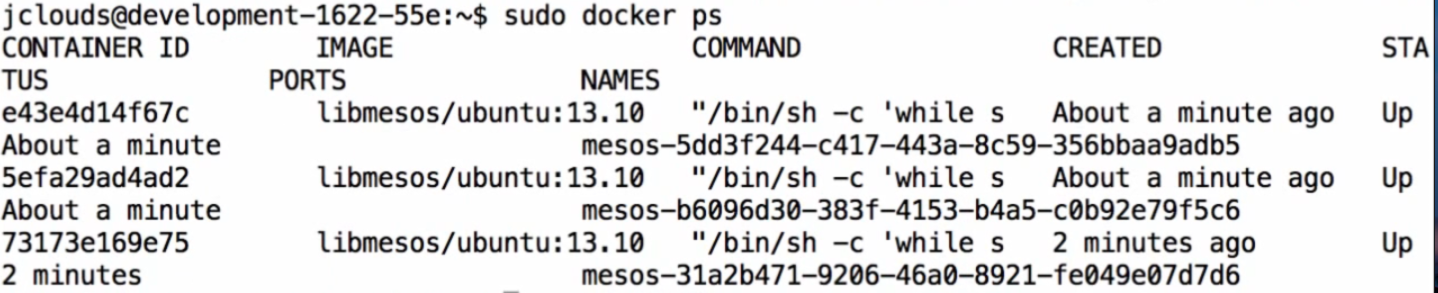 jclouds@development-1622-55e:~$ sudo docker ps
CONTAINER ID        IMAGE                   COMMAND                CREATED              STA
TUS              PORTS               NAMES
e43e4d14f67c        libmesos/ubuntu:13.10   "/bin/sh -c 'while s   About a minute ago   Up
About a minute                       mesos-5dd3f244-c417-443a-8c59-356bbaa9adb5
5efa29ad4ad2        libmesos/ubuntu:13.10   "/bin/sh -c 'while s   About a minute ago   Up
About a minute                       mesos-b6096d30-383f-4153-b4a5-c0b92e79f5c6
73173e169e75        libmesos/ubuntu:13.10   "/bin/sh -c 'while s   2 minutes ago        Up
2 minutes                            mesos-31a2b471-9206-46a0-8921-fe049e07d7d6